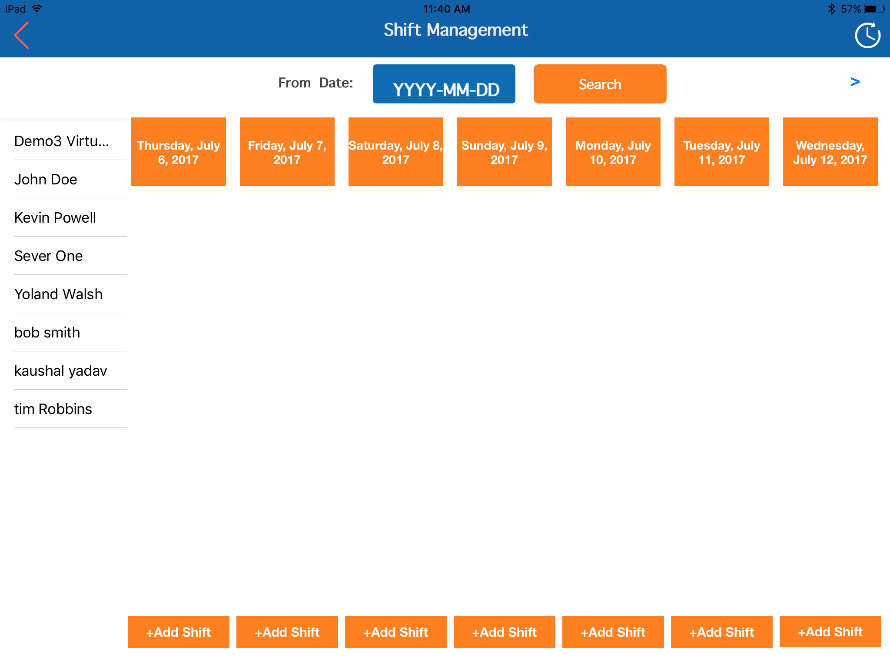 iPad 11:40 AM 57%
Shift Management
From Date: YYYY-MM-DD Search >
Demo3 Virtu...
John Doe
Kevin Powell
Sever One
Yoland Walsh
bob smith
kaushal yadav
tim Robbins
Thursday, July
6, 2017
Friday, July 7,
2017
Saturday, July 8,
2017
Sunday, July 9,
2017
Monday, July
10, 2017
Tuesday, July
11, 2017
Wednesday,
July 12, 2017
+Add Shift +Add Shift +Add Shift +Add Shift +Add Shift +Add Shift +Add Shift